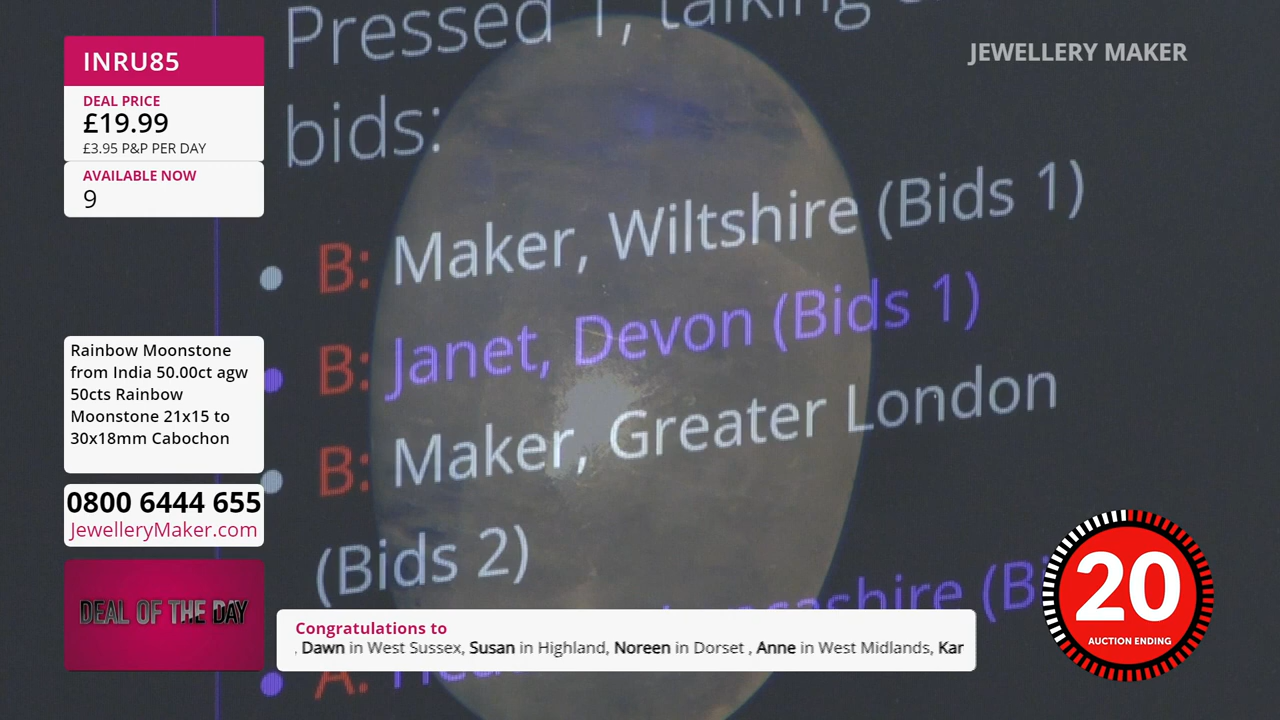 INRU85
DEAL PRICE
£19.99
£3.95 P&P PER DAY
AVAILABLE NOW
9
Rainbow Moonstone
from India 50.00ct agw
50cts Rainbow
Moonstone 21x15 to
30x18mm Cabochon
0800 6444 655
JewelleryMaker.com
DEAL OF THE DAY
JEWELLERY MAKER
Pressed 1, talking
bids:
B: Maker, Wiltshire (Bids 1)
B: Janet, Devon (Bids 1)
B: Maker, Greater London
(Bids 2)
A:
Congratulations to
, Dawn in West Sussex, Susan in Highland, Noreen in Dorset , Anne in West Midlands, Kar
20
AUCTION ENDING